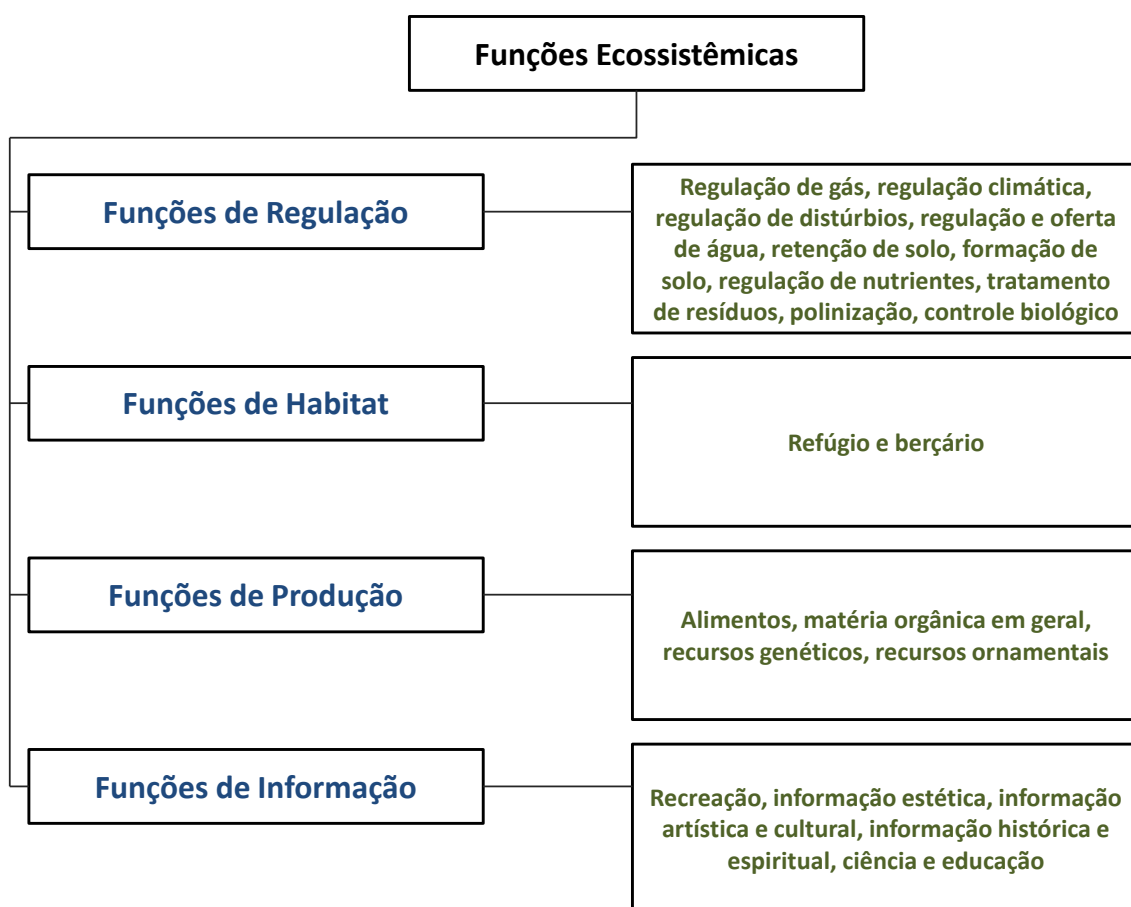 Funções Ecossistêmicas
Funções de Regulação
Regulação de gás, regulação climática,
regulação de distúrbios, regulação e oferta
de água, retenção de solo, formação de
solo, regulação de nutrientes, tratamento
de resíduos, polinização, controle biológico
Funções de Habitat
Refúgio e berçário
Funções de Produção
Alimentos, matéria orgânica em geral,
recursos genéticos, recursos ornamentais
Funções de Informação
Recreação, informação estética, informação
artística e cultural, informação histórica e
espiritual, ciência e educação